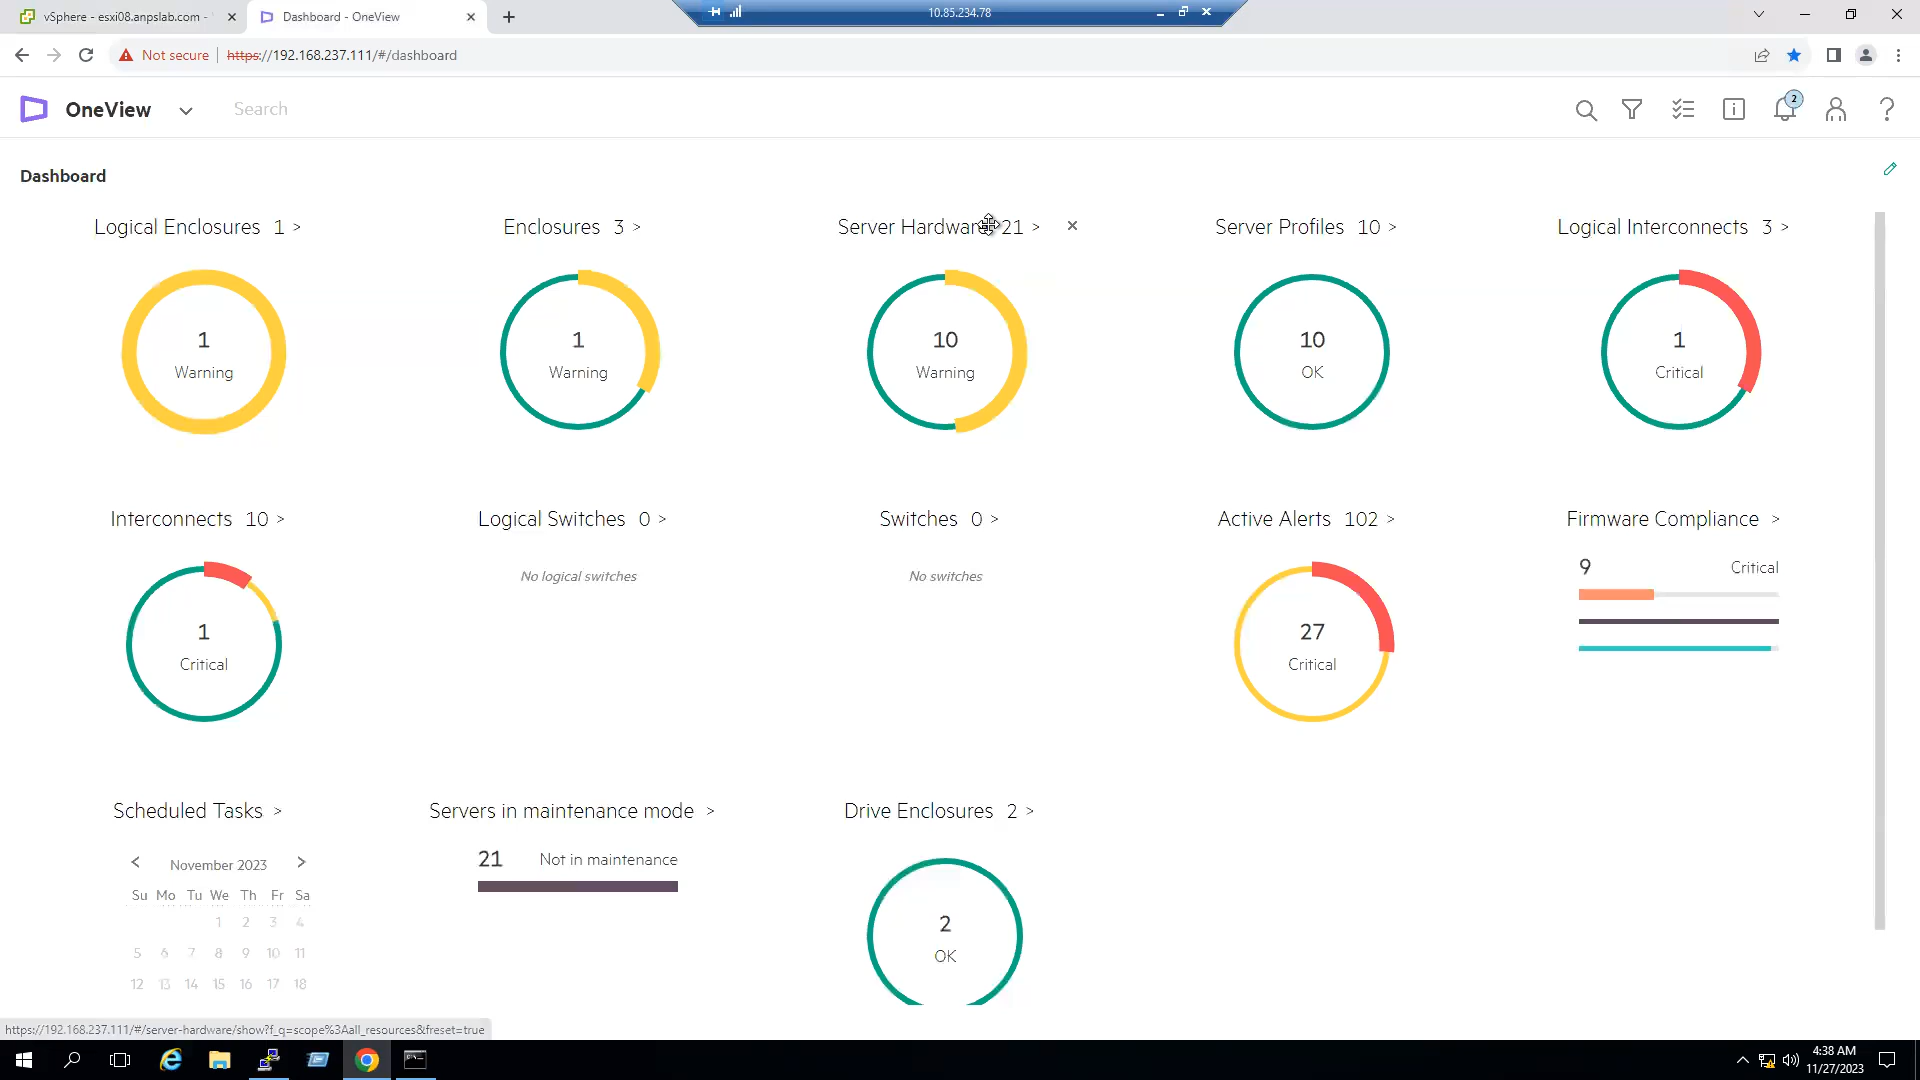 vSphere - esxi08.anpslab.com -
Dashboard - OneView
10.85.234.78
Not secure
https://192.168.237.111/#/dashboard
OneView
Search
2
Dashboard
Logical Enclosures 1 >
Enclosures 3 >
Server Hardware 21 >
Server Profiles 10 >
Logical Interconnects 3 >
1
Warning
1
Warning
10
Warning
10
OK
1
Critical
Interconnects 10 >
Logical Switches 0 >
Switches 0 >
Active Alerts 102 >
Firmware Compliance >
1
Critical
No logical switches
No switches
27
Critical
9 Critical
Scheduled Tasks >
Servers in maintenance mode >
Drive Enclosures 2 >
November 2023
Su Mo Tu We Th Fr Sa
1 2 3 4
5 6 7 8 9 10 11
12 13 14 15 16 17 18
21 Not in maintenance
2
OK
https://192.168.237.111/#/server-hardware/show?f_q=scope%3Aall_resources&freset=true
4:38 AM
11/27/2023